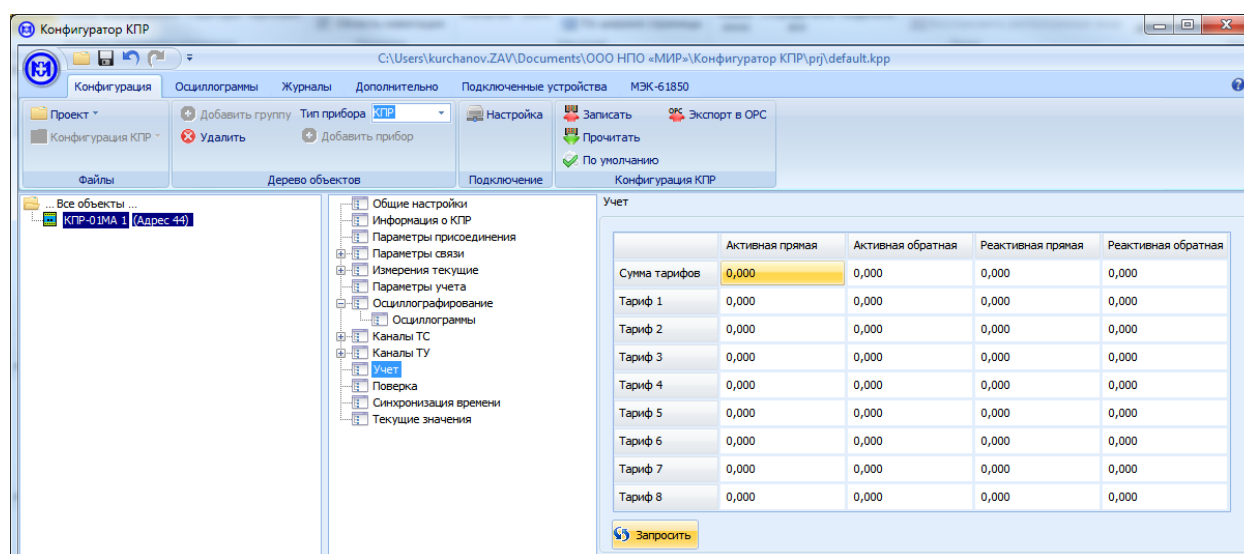 Конфигуратор КПР
C:\Users\kurchanov.ZAV\Documents\ООО НПО «МИР»\Конфигуратор КПР\prj\default.kpp
Конфигурация Осциллограммы Журналы Дополнительно Подключенные устройства МЭК-61850
Проект Добавить группу Тип прибора КПР Настройка Записать Экспорт в OPC
Конфигурация КПР Удалить Добавить прибор Прочитать
По умолчанию
Файлы Дерево объектов Подключение Конфигурация КПР
... Все объекты ...
КПР-01МА 1 (Адрес 44)
Общие настройки
Информация о КПР
Параметры присоединения
Параметры связи
Измерения текущие
Параметры учета
Осциллографирование
Осциллограммы
Каналы ТС
Каналы ТУ
Учет
Поверка
Синхронизация времени
Текущие значения
Учет
Активная прямая Активная обратная Реактивная прямая Реактивная обратная
Сумма тарифов 0,000 0,000 0,000 0,000
Тариф 1 0,000 0,000 0,000 0,000
Тариф 2 0,000 0,000 0,000 0,000
Тариф 3 0,000 0,000 0,000 0,000
Тариф 4 0,000 0,000 0,000 0,000
Тариф 5 0,000 0,000 0,000 0,000
Тариф 6 0,000 0,000 0,000 0,000
Тариф 7 0,000 0,000 0,000 0,000
Тариф 8 0,000 0,000 0,000 0,000
Запросить